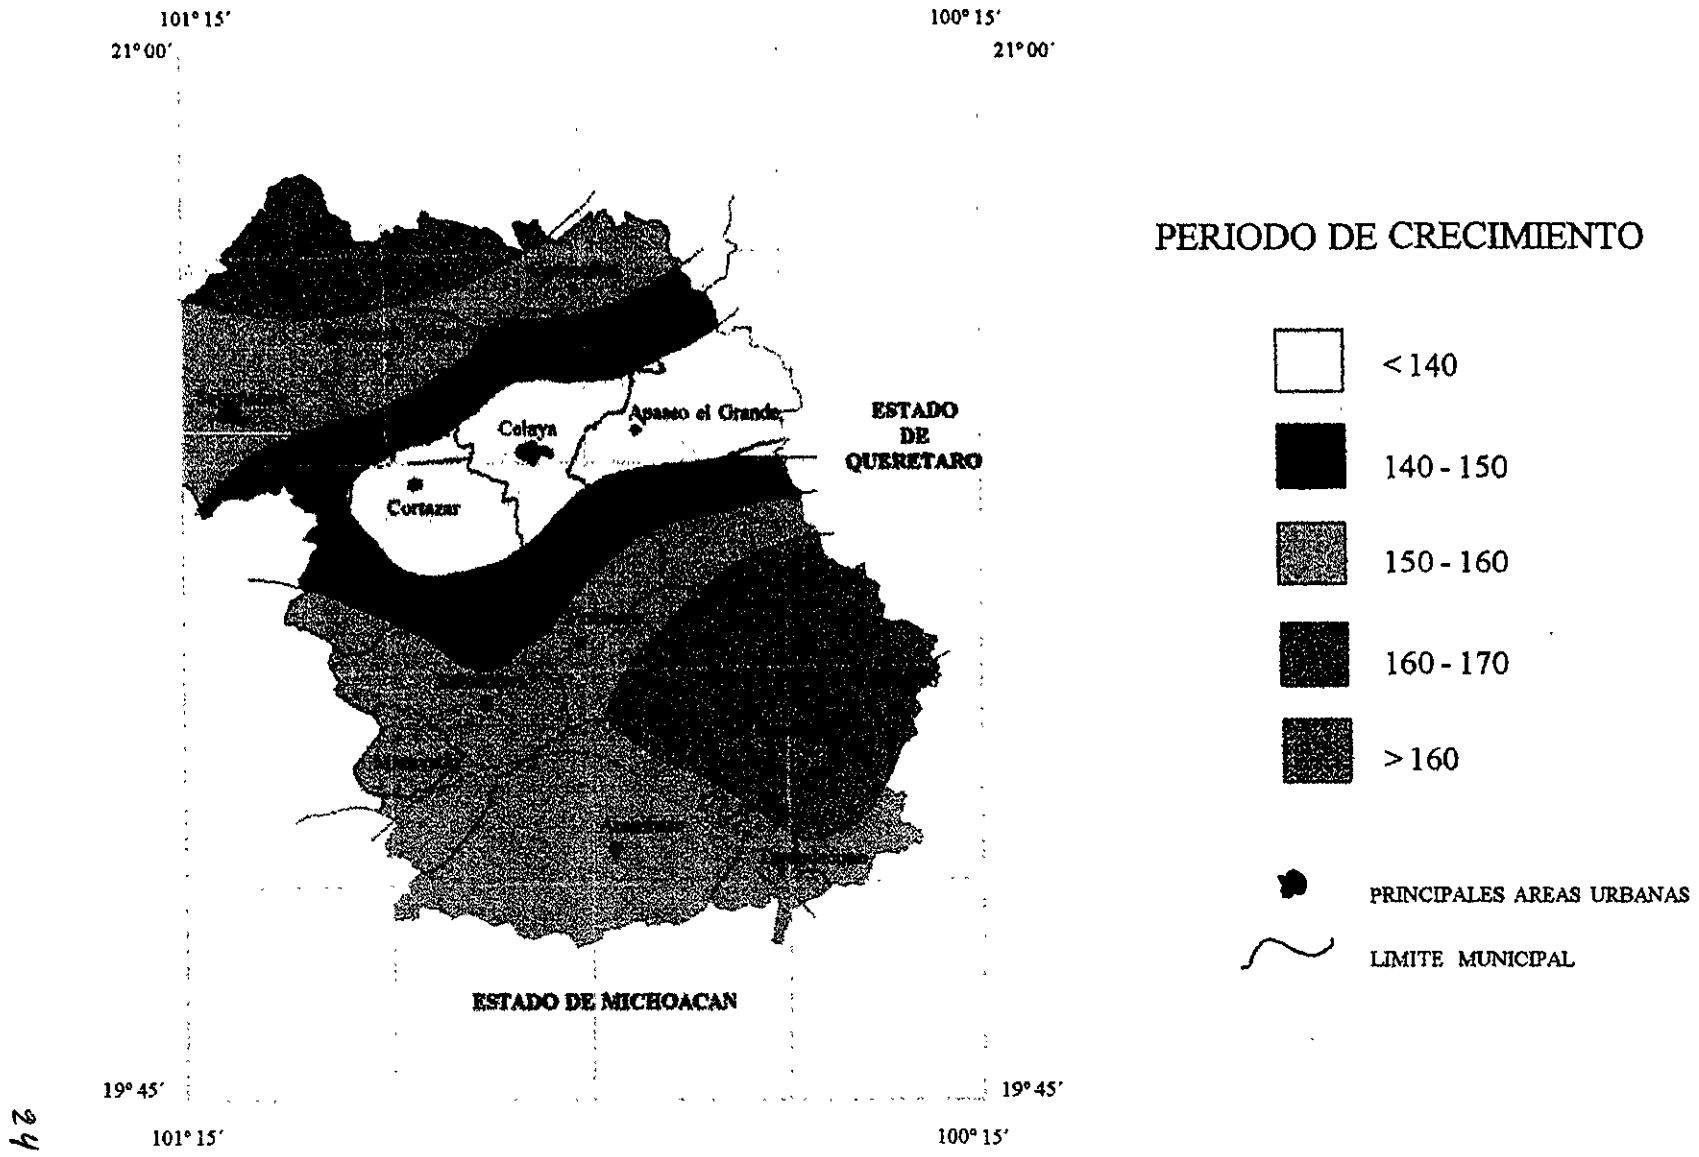 101° 15′
100° 15′
21° 00′
21° 00′
PERIODO DE CRECIMIENTO
< 140
140 - 150
150 - 160
160 - 170
> 160
Apaseo el Grande
Celaya
Cortazar
ESTADO
DE
QUERETARO
PRINCIPALES AREAS URBANAS
LIMITE MUNICIPAL
ESTADO DE MICHOACAN
19° 45′
19° 45′
24
101° 15′
100° 15′